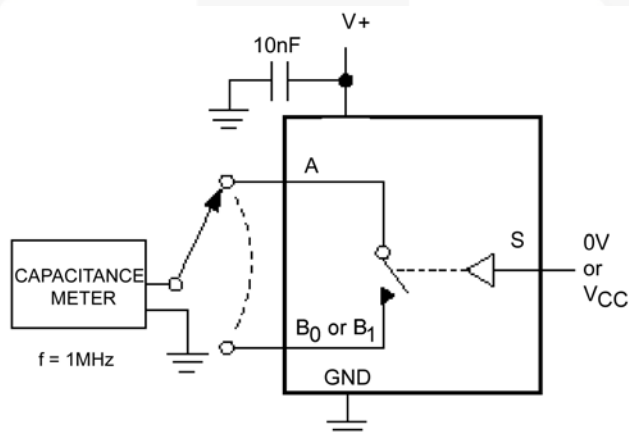 V+
10nF
A
S
0V
or
VCC
CAPACITANCE
METER
B0 or B1
f = 1MHz
GND